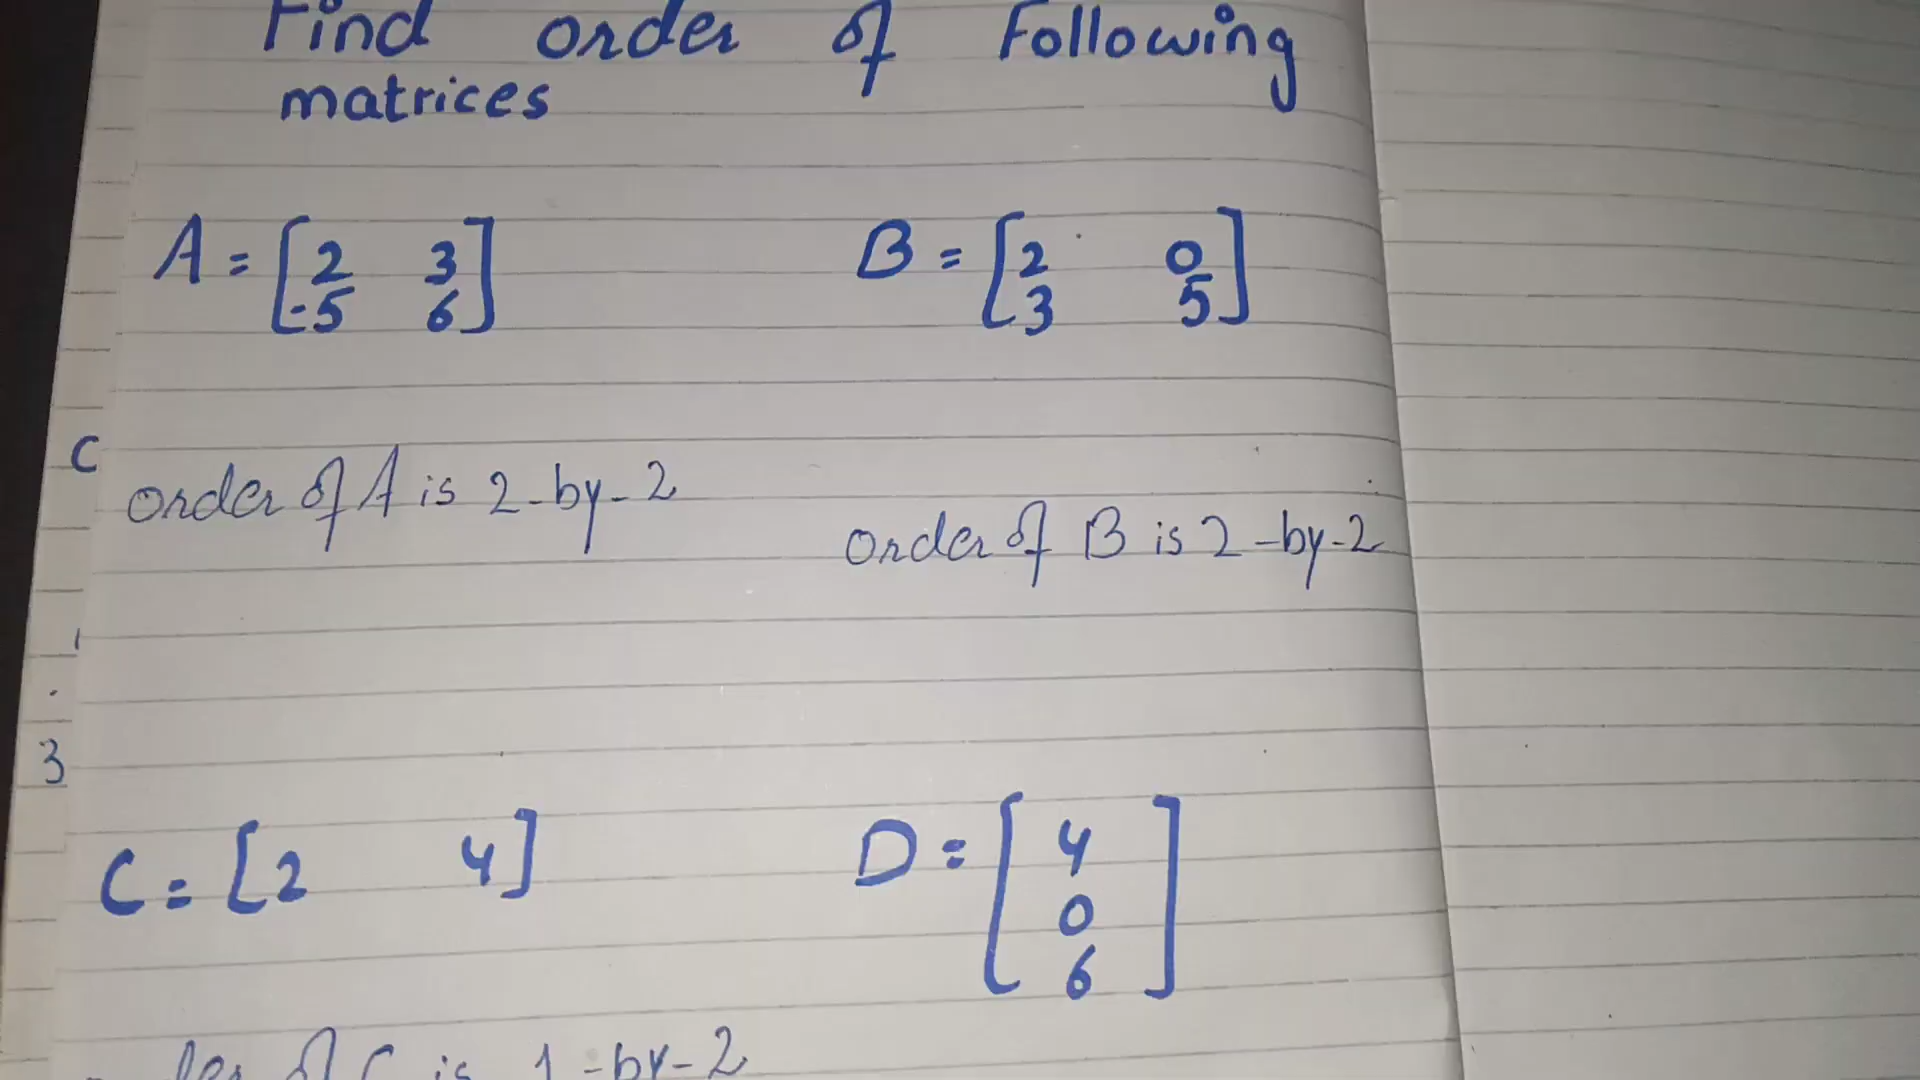 Find order of Following
matrices
A = [2 3
-5 6]
B = [2 0
3 5]
C
order of A is 2-by-2
order of B is 2-by-2
3
C = [2 4]
D = [4
0
6]
of C is 1-by-2